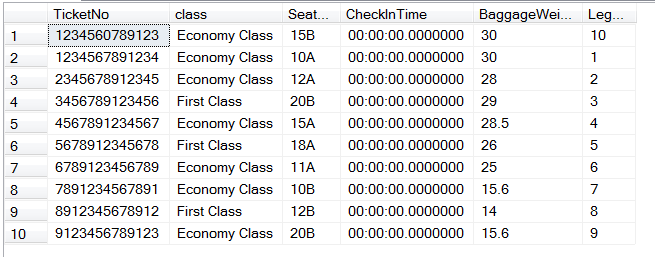 TicketNo class Seat... CheckInTime BaggageWei... Leg...
1 1234560789123 Economy Class 15B 00:00:00.0000000 30 10
2 1234567891234 Economy Class 10A 00:00:00.0000000 30 1
3 2345678912345 Economy Class 12A 00:00:00.0000000 28 2
4 3456789123456 First Class 20B 00:00:00.0000000 29 3
5 4567891234567 Economy Class 15A 00:00:00.0000000 28.5 4
6 5678912345678 First Class 18A 00:00:00.0000000 26 5
7 6789123456789 Economy Class 11A 00:00:00.0000000 25 6
8 7891234567891 Economy Class 10B 00:00:00.0000000 15.6 7
9 8912345678912 First Class 12B 00:00:00.0000000 14 8
10 9123456789123 Economy Class 20B 00:00:00.0000000 15.6 9